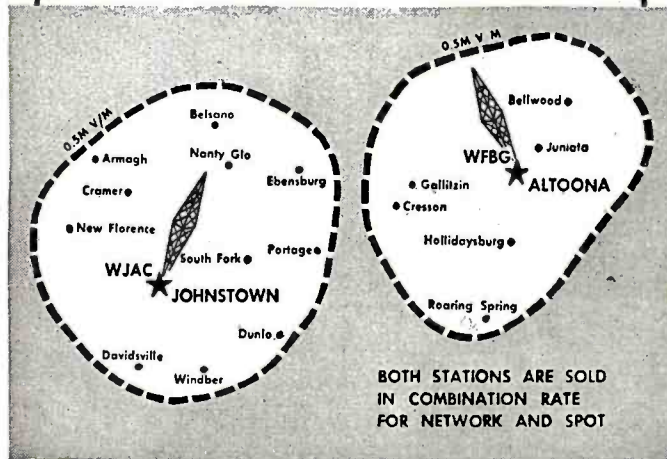 0.5M V/M
Belsano
Armagh
Nanty Glo
Cramer
Ebensburg
New Florence
WJAC
South Fork
Portage
JOHNSTOWN
Dunlo
Davidsville
Windber
0.5M V M
Bellwood
WFBG
Juniata
ALTOONA
Gallitzin
Cresson
Hollidaysburg
Roaring Spring
BOTH STATIONS ARE SOLD
IN COMBINATION RATE
FOR NETWORK AND SPOT